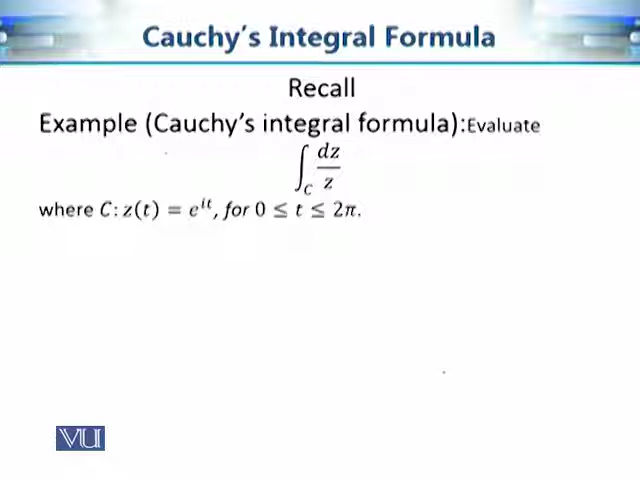 Cauchy's Integral Formula
Recall
Example (Cauchy's integral formula):Evaluate
∫_C dz/z
where C: z(t) = e^{it}, for 0 ≤ t ≤ 2π.
VU